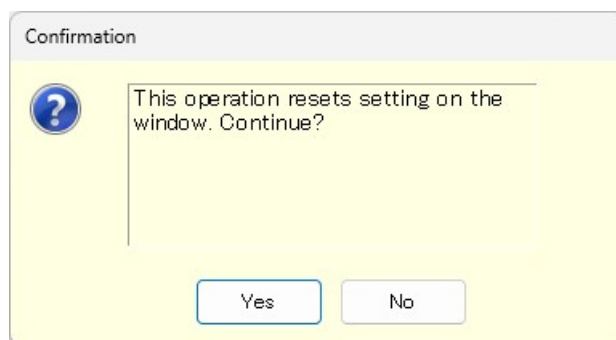 Confirmation
This operation resets setting on the
window. Continue?
Yes
No